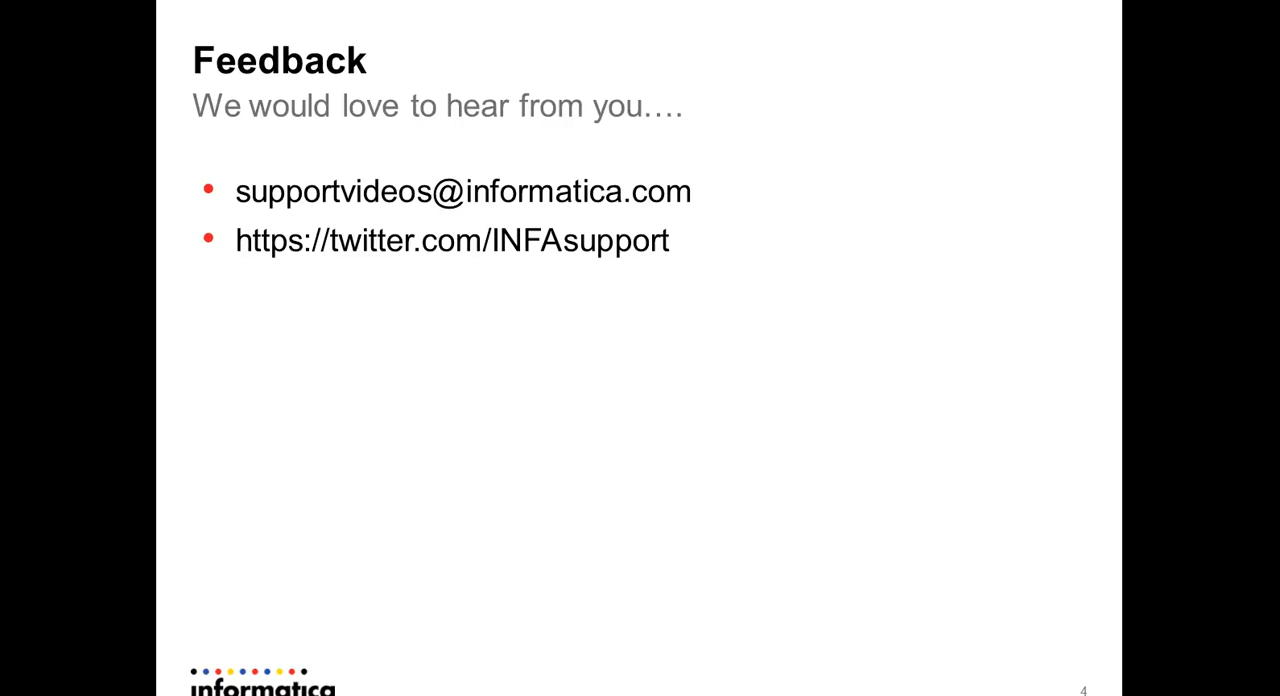 Feedback
We would love to hear from you….
supportvideos@informatica.com
https://twitter.com/INFAsupport
informatica
4